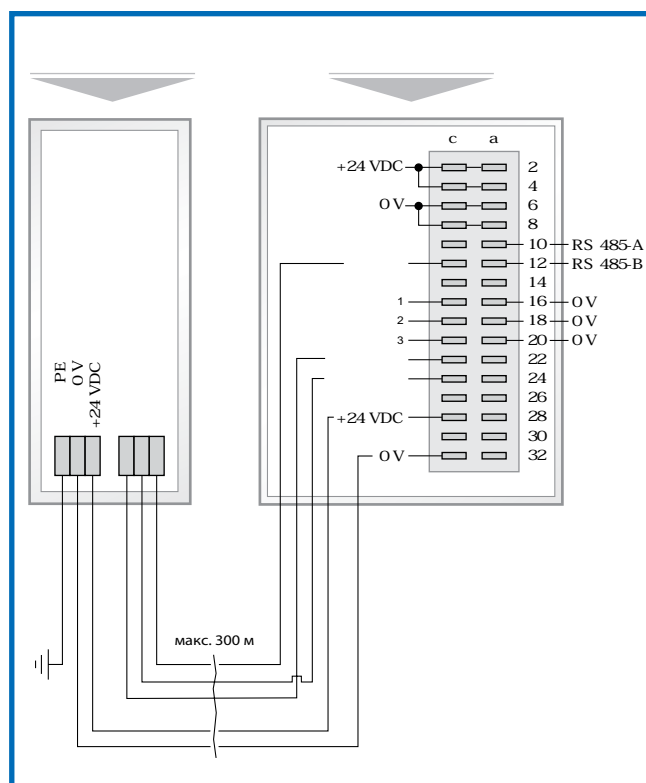 c a
+24 VDC 2
4
0 V 6
8
10 RS 485-A
12 RS 485-B
14
1 16 0 V
2 18 0 V
3 20 0 V
22
24
26
+24 VDC 28
30
0 V 32
PE
0 V
+24 VDC
макс. 300 м